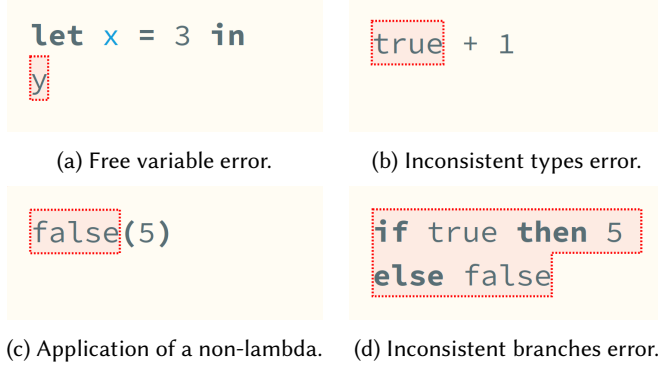 let x = 3 in
y
(a) Free variable error.
true + 1
(b) Inconsistent types error.
false(5)
(c) Application of a non-lambda.
if true then 5
else false
(d) Inconsistent branches error.